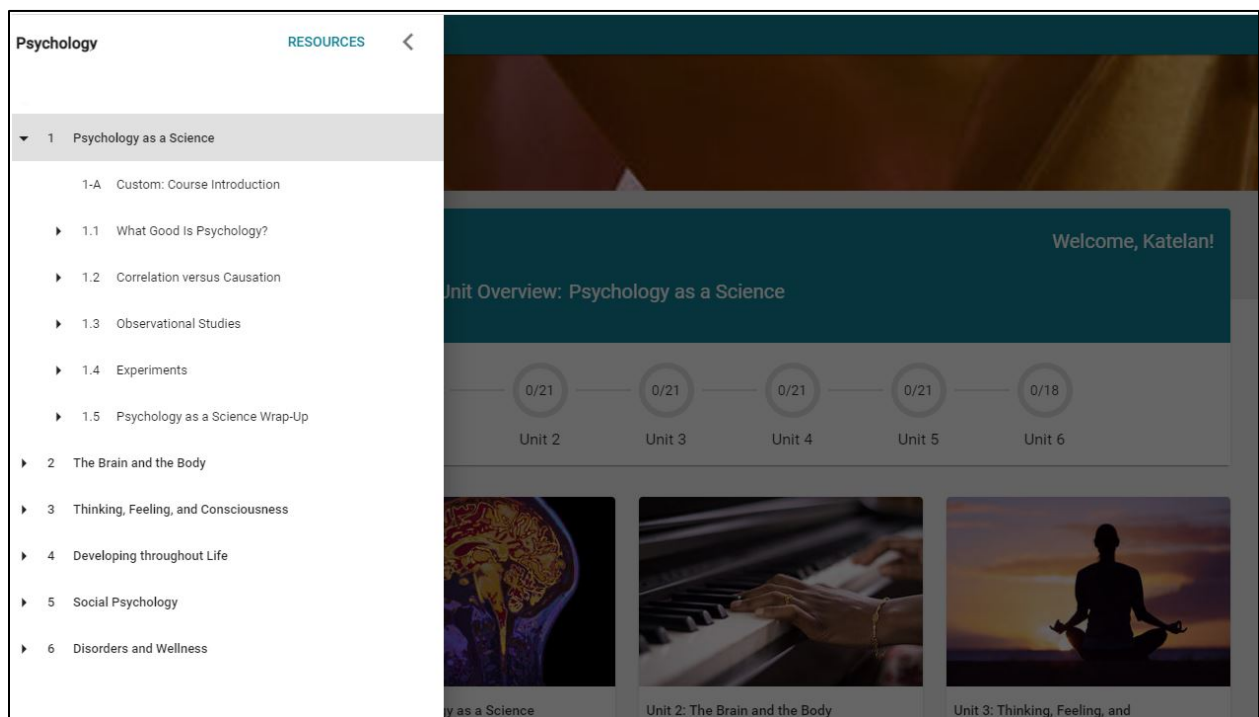 Psychology RESOURCES
1 Psychology as a Science
1-A Custom: Course Introduction
1.1 What Good Is Psychology?
1.2 Correlation versus Causation
1.3 Observational Studies
1.4 Experiments
1.5 Psychology as a Science Wrap-Up
2 The Brain and the Body
3 Thinking, Feeling, and Consciousness
4 Developing throughout Life
5 Social Psychology
6 Disorders and Wellness
Welcome, Katelan!
Unit Overview: Psychology as a Science
0/21 0/21 0/21 0/21 0/18
Unit 2 Unit 3 Unit 4 Unit 5 Unit 6
as a Science
Unit 2: The Brain and the Body
Unit 3: Thinking, Feeling, and